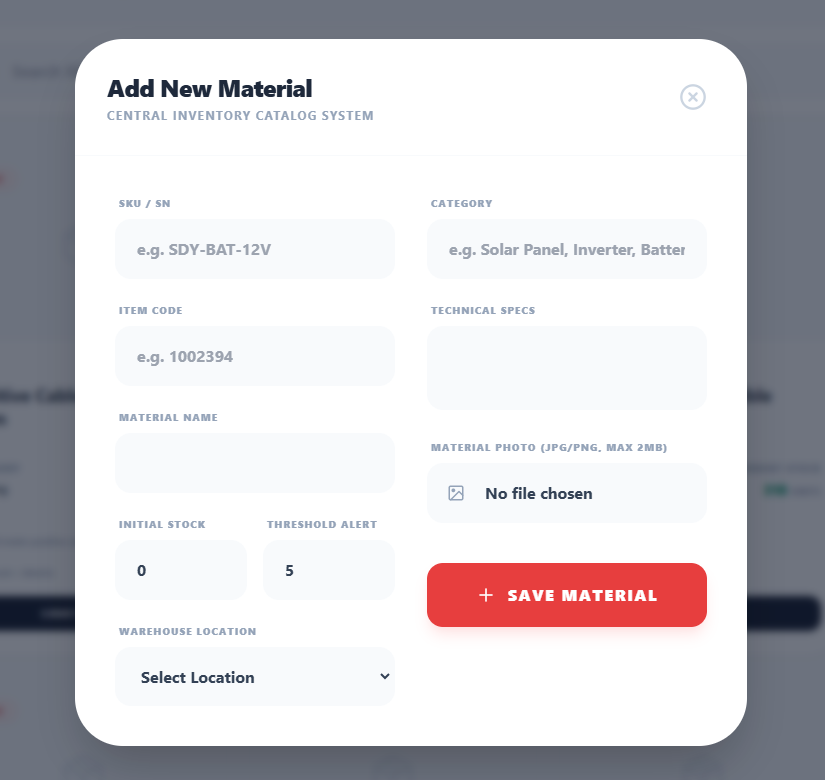 Add New Material
CENTRAL INVENTORY CATALOG SYSTEM
SKU / SN
e.g. SDY-BAT-12V
ITEM CODE
e.g. 1002394
MATERIAL NAME
INITIAL STOCK
0
THRESHOLD ALERT
5
WAREHOUSE LOCATION
Select Location
CATEGORY
e.g. Solar Panel, Inverter, Batter
TECHNICAL SPECS
MATERIAL PHOTO (JPG/PNG, MAX 2MB)
No file chosen
SAVE MATERIAL